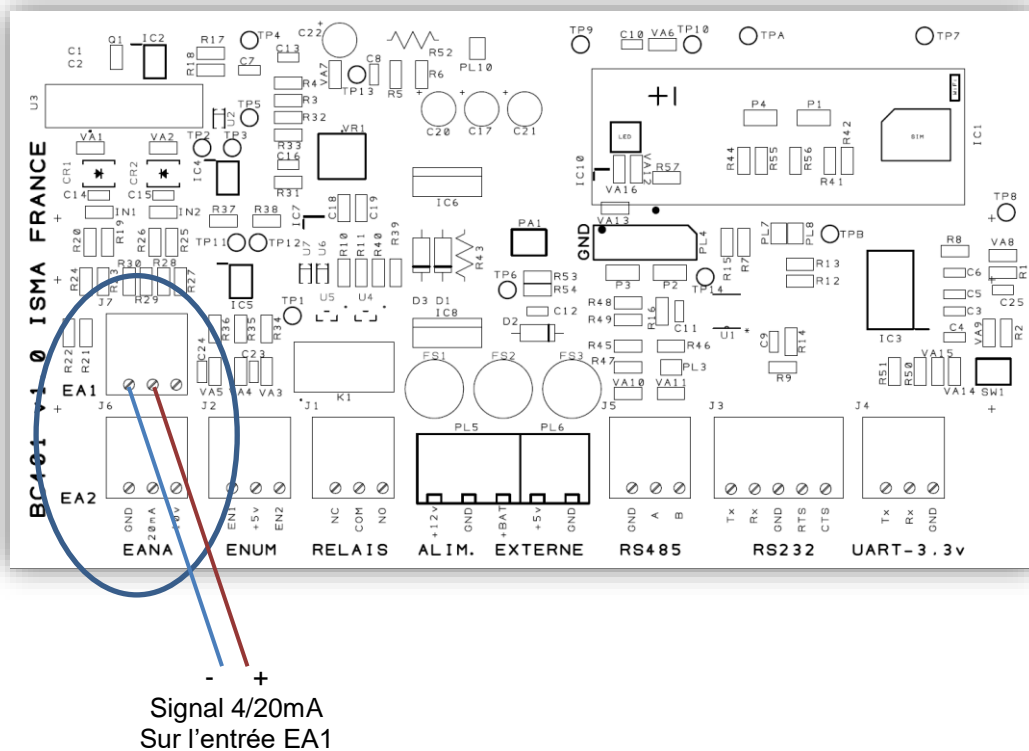 C1
C2
Q1
IC2
R17
R18
TP4
C7
C13
C22
R52
VA7
TP13
C8
R5
R6
PL10
TP9
C10
VA6
TP10
TPA
TP7
U3
R4
R3
R32
R33
C16
R31
TP5
U2
VR1
C20
C17
C21
+I
LED
P4
P1
WiFi
SIM
IC1
VA1
VA2
TP2
TP3
CR1
CR2
IC4
C14
C15
IC10
VA12
VA16
R57
R44
R55
R56
R41
R42
IN1
IN2
R37
R38
IC7
C18
C19
IC6
VA13
GND
PL4
PL7
PL8
TPB
TP8
R20
R19
R26
R25
TP11
TP12
U7
U6
R10
R11
R40
R39
R43
PA1
R15
R7
R13
R12
R8
VA8
R1
C6
C5
C3
C4
C25
R24
R23
R30
R28
R29
R27
J7
IC5
TP1
U5
U4
D3
D1
IC8
TP6
R53
R54
C12
D2
P3
P2
TP14
R48
R49
R16
C11
U1
C9
R14
R9
IC3
VA9
R2
R22
R21
R36
R35
R34
C24
C23
VA5
VA4
VA3
K1
FS1
FS2
FS3
R45
R46
R47
PL3
VA10
VA11
R51
R50
VA15
VA14
SW1
BC401 v1 0 ISMA FRANCE
EA1
J6
J2
J1
PL5
PL6
J5
J3
J4
EA2
GND
20mA
10v
EN1
+5v
EN2
NC
COM
NO
+12v
GND
+BAT
+5v
GND
GND
A
B
Tx
Rx
GND
RTS
CTS
Tx
Rx
GND
EANA
ENUM
RELAIS
ALIM. EXTERNE
RS485
RS232
UART-3.3v
- +
Signal 4/20mA
Sur l’entrée EA1